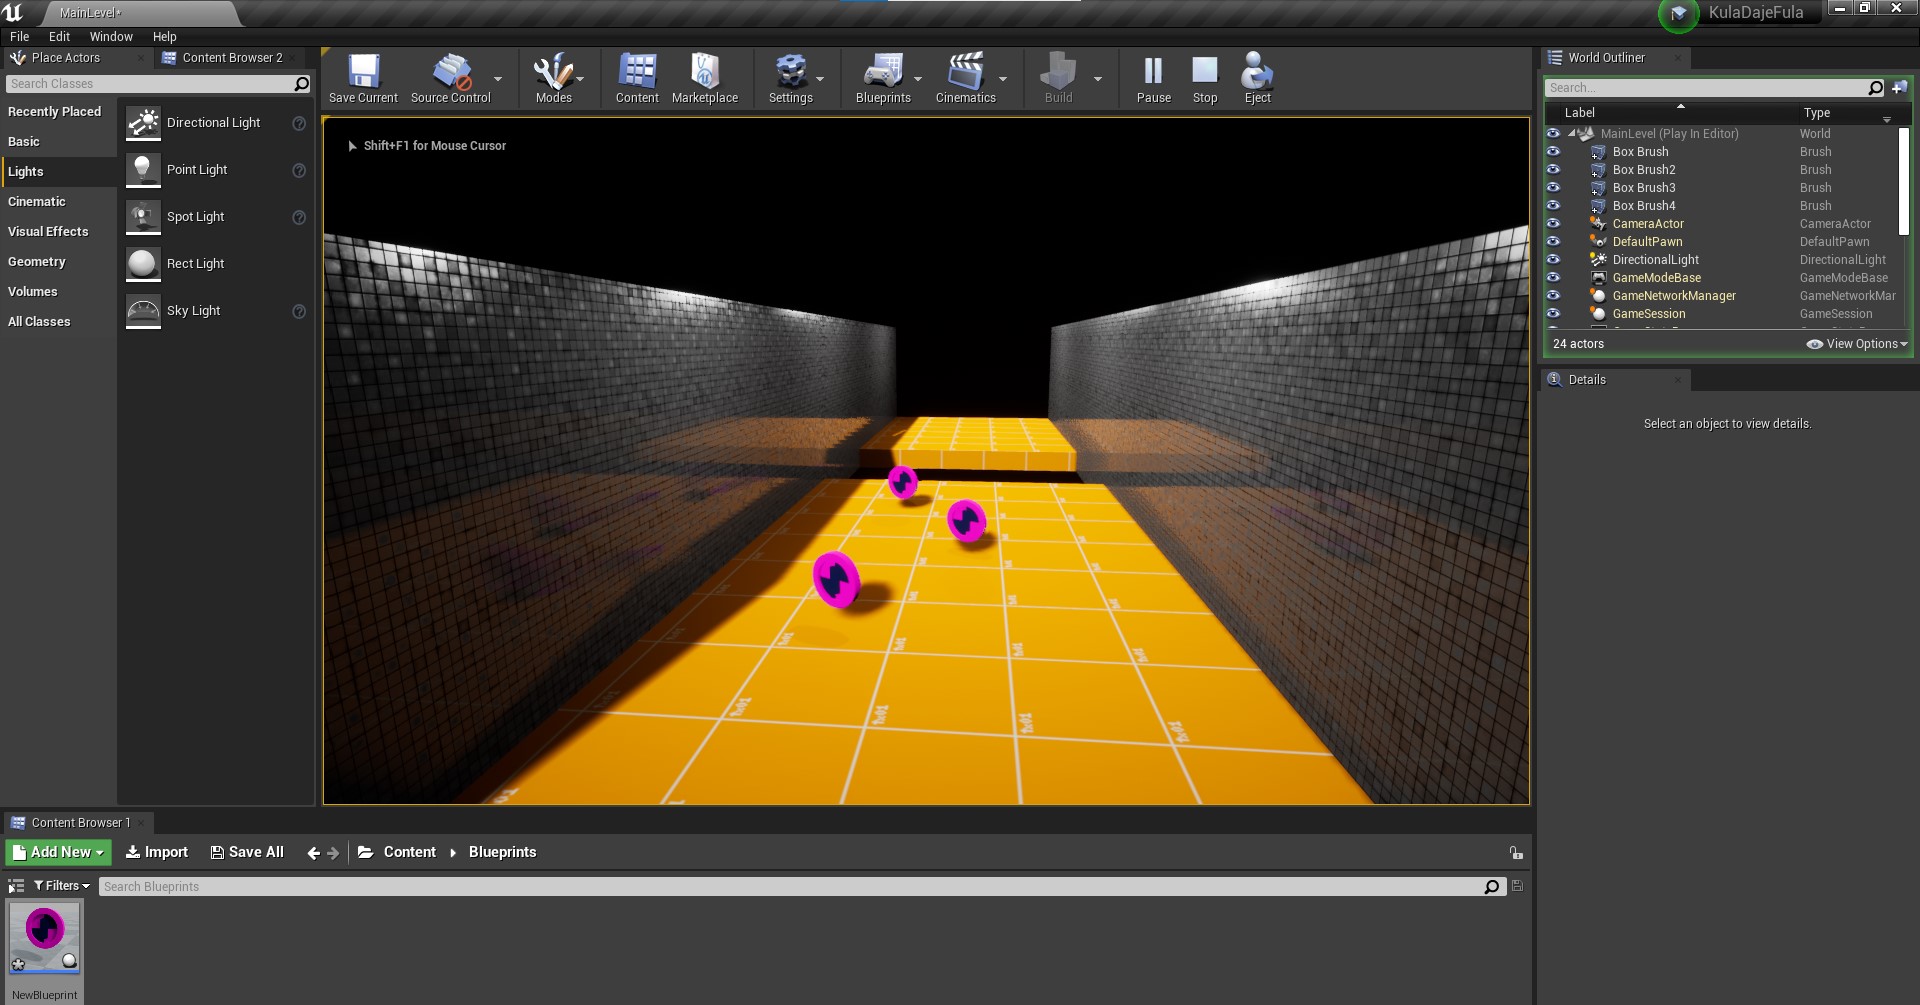 MainLevel*
KulaDajeFula
File Edit Window Help
Place Actors
Content Browser 2
Search Classes
Recently Placed
Basic
Lights
Cinematic
Visual Effects
Geometry
Volumes
All Classes
Directional Light
Point Light
Spot Light
Rect Light
Sky Light
Save Current
Source Control
Modes
Content
Marketplace
Settings
Blueprints
Cinematics
Build
Pause
Stop
Eject
Shift+F1 for Mouse Cursor
World Outliner
Search...
Label Type
MainLevel (Play In Editor) World
Box Brush Brush
Box Brush2 Brush
Box Brush3 Brush
Box Brush4 Brush
CameraActor CameraActor
DefaultPawn DefaultPawn
DirectionalLight DirectionalLight
GameModeBase GameModeBase
GameNetworkManager GameNetworkMar
GameSession GameSession
24 actors
View Options
Details
Select an object to view details.
Content Browser 1
Add New Import Save All Content Blueprints
Filters Search Blueprints
NewBlueprint